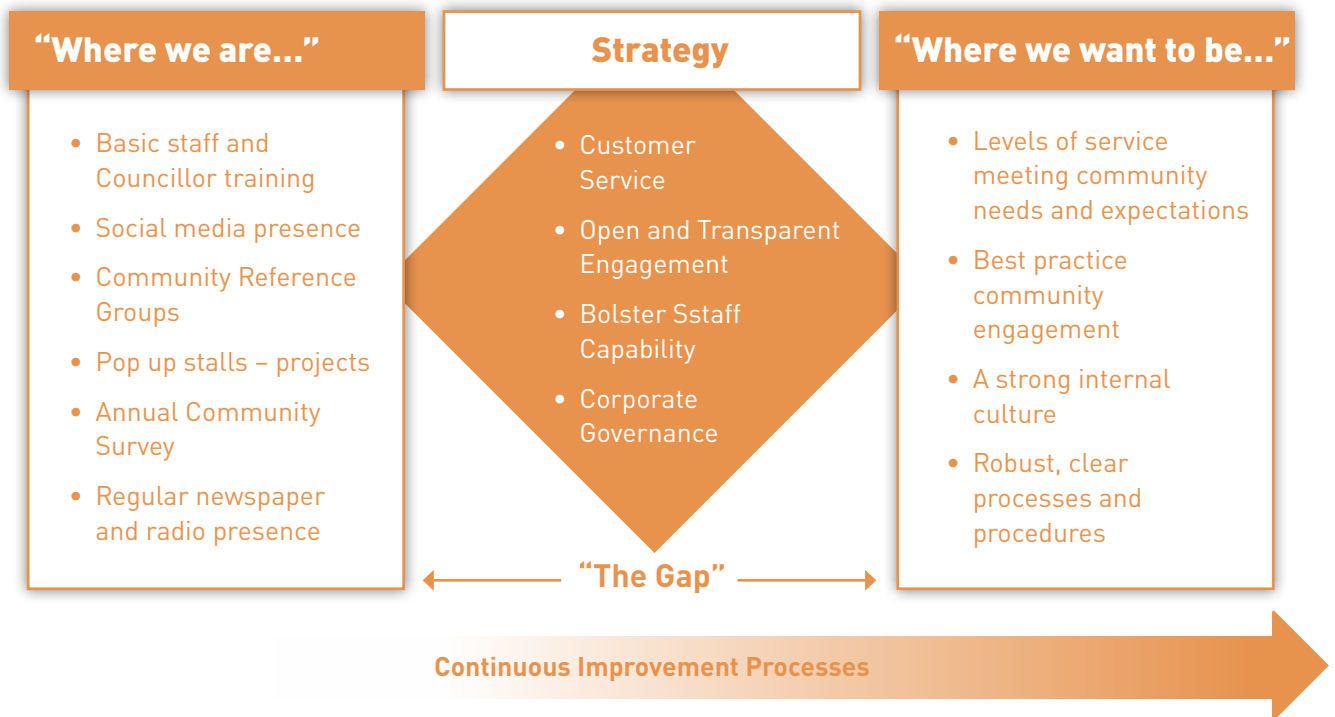 “Where we are...”
• Basic staff and
Councillor training
• Social media presence
• Community Reference
Groups
• Pop up stalls – projects
• Annual Community
Survey
• Regular newspaper
and radio presence
Strategy
• Customer
Service
• Open and Transparent
Engagement
• Bolster Sstaff
Capability
• Corporate
Governance
“The Gap”
“Where we want to be...”
• Levels of service
meeting community
needs and expectations
• Best practice
community
engagement
• A strong internal
culture
• Robust, clear
processes and
procedures
Continuous Improvement Processes